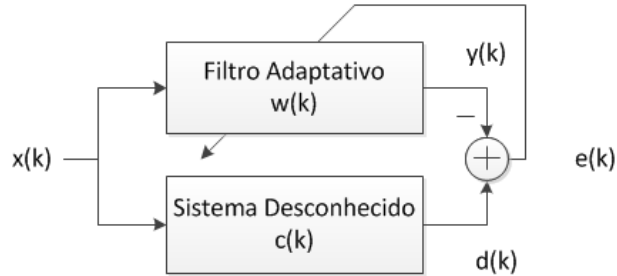 Filtro Adaptativo
w(k)
y(k)
−
x(k)
+
e(k)
Sistema Desconhecido
c(k)
d(k)